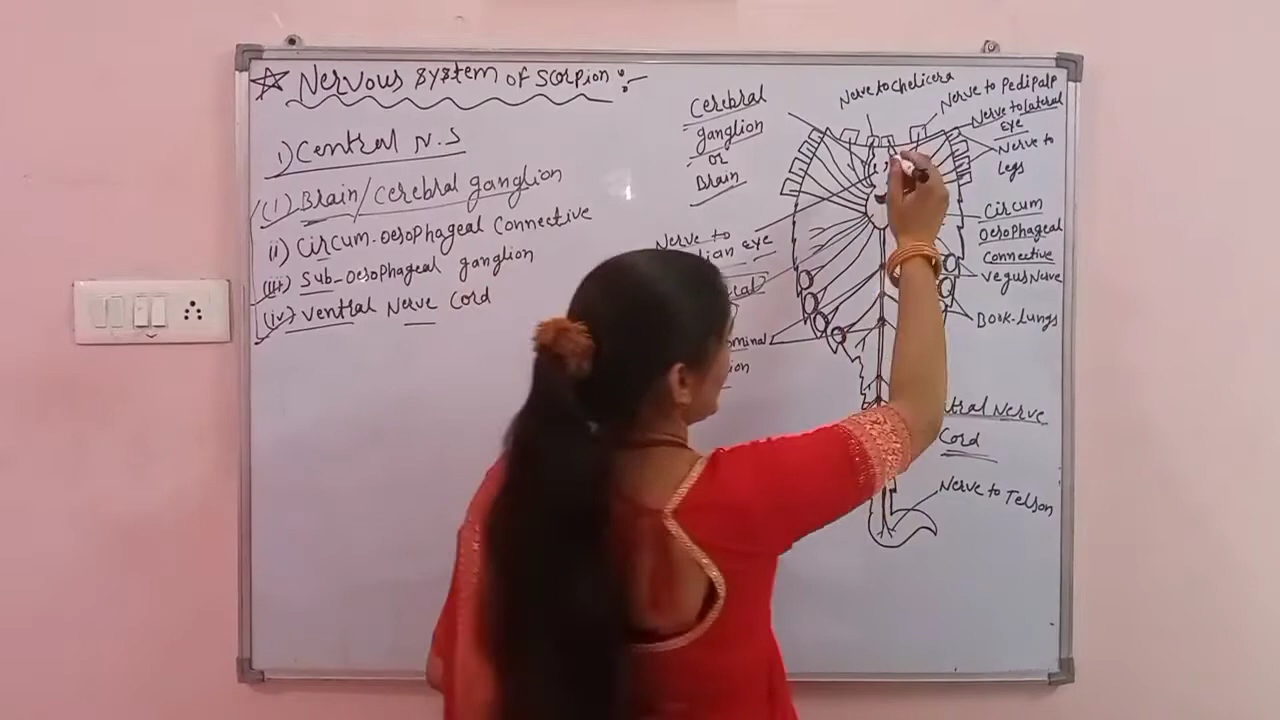 Nervous System of Scorpion :-
1) Central N.S
(i) Brain/cerebral ganglion
ii) Circum-oesophageal Connective
(iii) Sub-oesophageal ganglion
(iv) Ventral Nerve Cord
Cerebral
ganglion
or
Brain
Nerve to Chelicera
Nerve to Pedipalp
Nerve to lateral
eye
Nerve to
legs
Nerve to
eye
Circum
Oesophageal
Connective
Vegus Nerve
Book-lungs
Nerve
Cord
Nerve to Telson